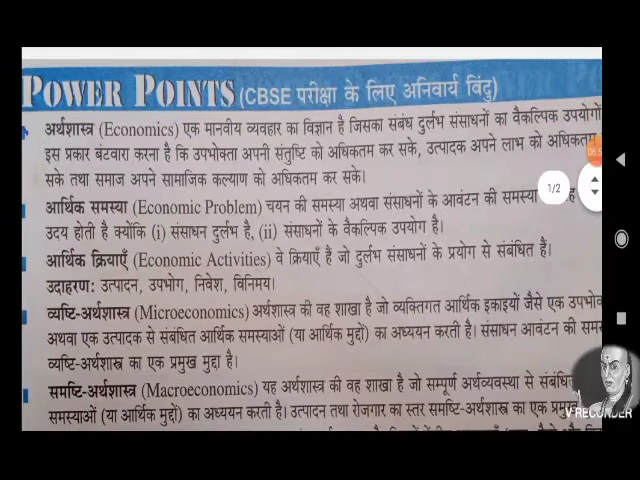 POWER POINTS (CBSE परीक्षा के लिए अनिवार्य बिंदु)
अर्थशास्त्र (Economics) एक मानवीय व्यवहार का विज्ञान है जिसका संबंध दुर्लभ संसाधनों का वैकल्पिक उपयोगों
इस प्रकार बंटवारा करना है कि उपभोक्ता अपनी संतुष्टि को अधिकतम कर सके, उत्पादक अपने लाभ को अधिकतम
सके तथा समाज अपने सामाजिक कल्याण को अधिकतम कर सके।
1/2
आर्थिक समस्या (Economic Problem) चयन की समस्या अथवा संसाधनों के आवंटन की समस्या
उदय होती है क्योंकि (i) संसाधन दुर्लभ है, (ii) संसाधनों के वैकल्पिक उपयोग है।
आर्थिक क्रियाएँ (Economic Activities) वे क्रियाएँ हैं जो दुर्लभ संसाधनों के प्रयोग से संबंधित है।
उदाहरणः उत्पादन, उपभोग, निवेश, विनिमय।
व्यष्टि-अर्थशास्त्र (Microeconomics) अर्थशास्त्र की वह शाखा है जो व्यक्तिगत आर्थिक इकाइयों जैसे एक
अथवा एक उत्पादक से संबंधित आर्थिक समस्याओं (या आर्थिक मुद्दों) का अध्ययन करती है। संसाधन आवंटन की
व्यष्टि-अर्थशास्त्र का एक प्रमुख मुद्दा है।
समष्टि-अर्थशास्त्र (Macroeconomics) यह अर्थशास्त्र की वह शाखा है जो सम्पूर्ण अर्थव्यवस्था से
समस्याओं (या आर्थिक मुद्दों) का अध्ययन करती है। उत्पादन तथा रोजगार का स्तर समष्टि-अर्थशास्त्र का एक प्रमुख
V RECORDER